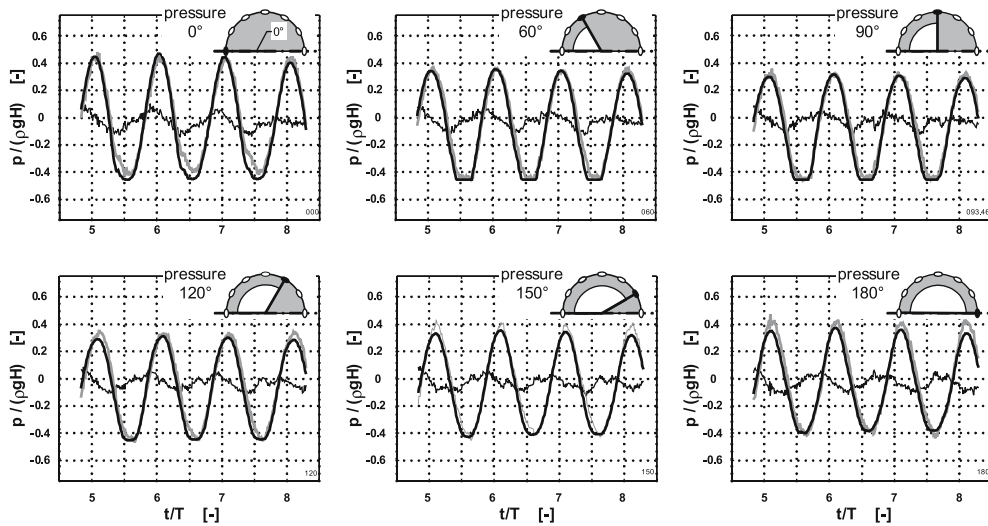 pressure
0°
0°
p / (ρgH) [-]
0.6
0.4
0.2
0
-0.2
-0.4
-0.6
000
5 6 7 8
pressure
60°
p / (ρgH) [-]
0.6
0.4
0.2
0
-0.2
-0.4
-0.6
060
5 6 7 8
pressure
90°
p / (ρgH) [-]
0.6
0.4
0.2
0
-0.2
-0.4
-0.6
093,46
5 6 7 8
pressure
120°
p / (ρgH) [-]
0.6
0.4
0.2
0
-0.2
-0.4
-0.6
120
5 6 7 8
t/T [-]
pressure
150°
p / (ρgH) [-]
0.6
0.4
0.2
0
-0.2
-0.4
-0.6
150
5 6 7 8
t/T [-]
pressure
180°
p / (ρgH) [-]
0.6
0.4
0.2
0
-0.2
-0.4
-0.6
180
5 6 7 8
t/T [-]